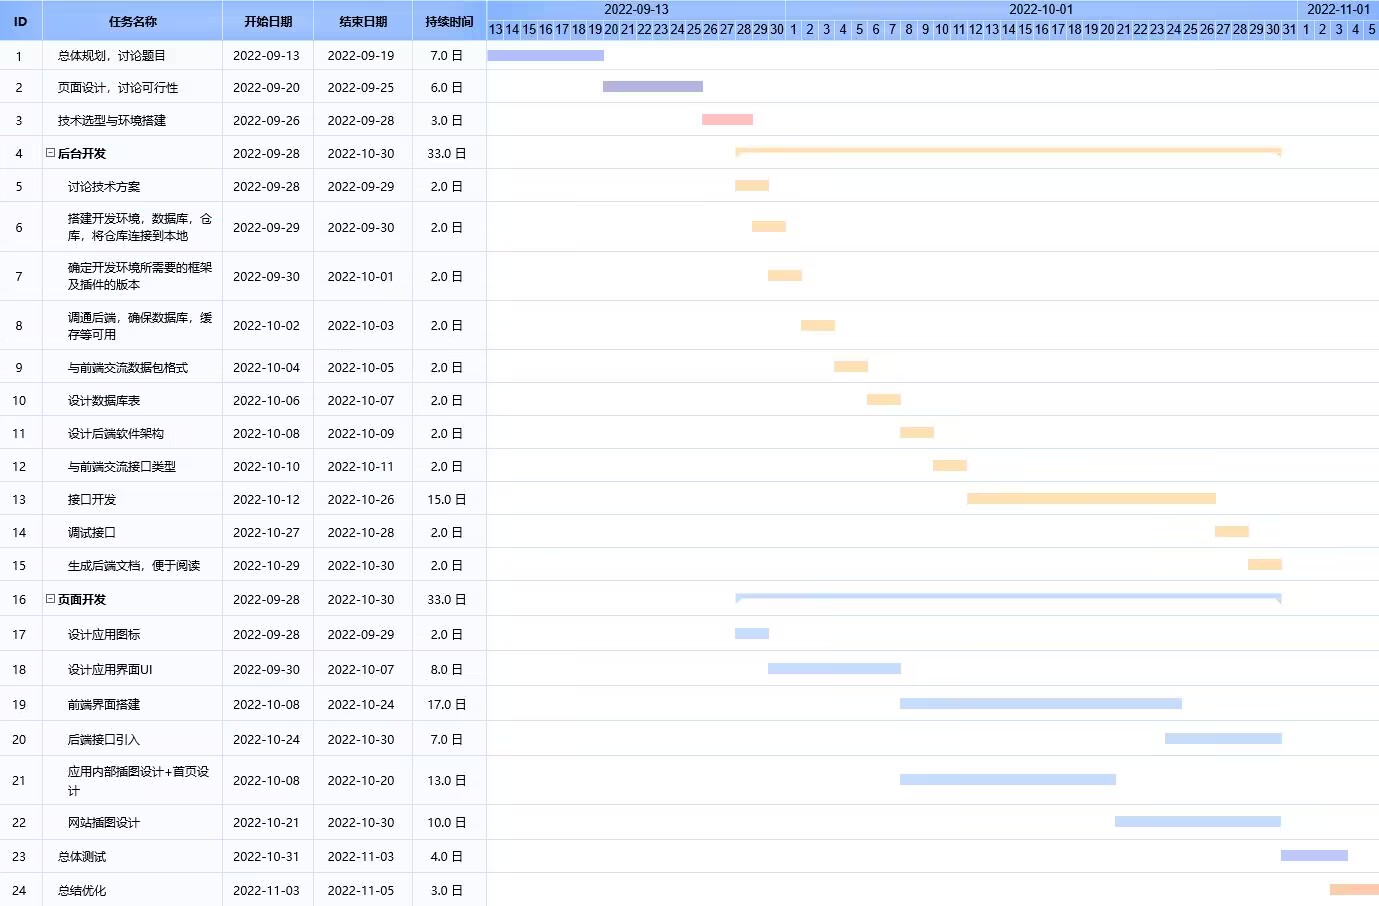 ID 任务名称 开始日期 结束日期 持续时间 2022-09-13 2022-10-01 2022-11-01
13 14 15 16 17 18 19 20 21 22 23 24 25 26 27 28 29 30 1 2 3 4 5 6 7 8 9 10 11 12 13 14 15 16 17 18 19 20 21 22 23 24 25 26 27 28 29 30 31 1 2 3 4 5
1 总体规划，讨论题目 2022-09-13 2022-09-19 7.0 日
2 页面设计，讨论可行性 2022-09-20 2022-09-25 6.0 日
3 技术选型与环境搭建 2022-09-26 2022-09-28 3.0 日
4 后台开发 2022-09-28 2022-10-30 33.0 日
5 讨论技术方案 2022-09-28 2022-09-29 2.0 日
6 搭建开发环境，数据库，仓
库，将仓库连接到本地 2022-09-29 2022-09-30 2.0 日
7 确定开发环境所需要的框架
及插件的版本 2022-09-30 2022-10-01 2.0 日
8 调通后端，确保数据库，缓
存等可用 2022-10-02 2022-10-03 2.0 日
9 与前端交流数据包格式 2022-10-04 2022-10-05 2.0 日
10 设计数据库表 2022-10-06 2022-10-07 2.0 日
11 设计后端软件架构 2022-10-08 2022-10-09 2.0 日
12 与前端交流接口类型 2022-10-10 2022-10-11 2.0 日
13 接口开发 2022-10-12 2022-10-26 15.0 日
14 调试接口 2022-10-27 2022-10-28 2.0 日
15 生成后端文档，便于阅读 2022-10-29 2022-10-30 2.0 日
16 页面开发 2022-09-28 2022-10-30 33.0 日
17 设计应用图标 2022-09-28 2022-09-29 2.0 日
18 设计应用界面UI 2022-09-30 2022-10-07 8.0 日
19 前端界面搭建 2022-10-08 2022-10-24 17.0 日
20 后端接口引入 2022-10-24 2022-10-30 7.0 日
21 应用内部插图设计+首页设
计 2022-10-08 2022-10-20 13.0 日
22 网站插图设计 2022-10-21 2022-10-30 10.0 日
23 总体测试 2022-10-31 2022-11-03 4.0 日
24 总结优化 2022-11-03 2022-11-05 3.0 日